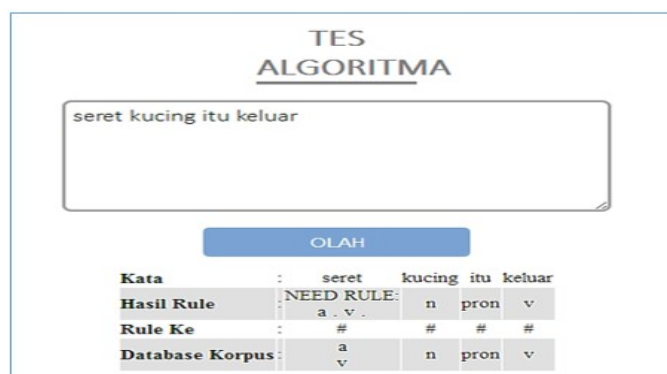 TES
ALGORITMA
seret kucing itu keluar
OLAH
Kata : seret kucing itu keluar
Hasil Rule : NEED RULE: a . v . n pron v
Rule Ke : # # # #
Database Korpus : a v n pron v